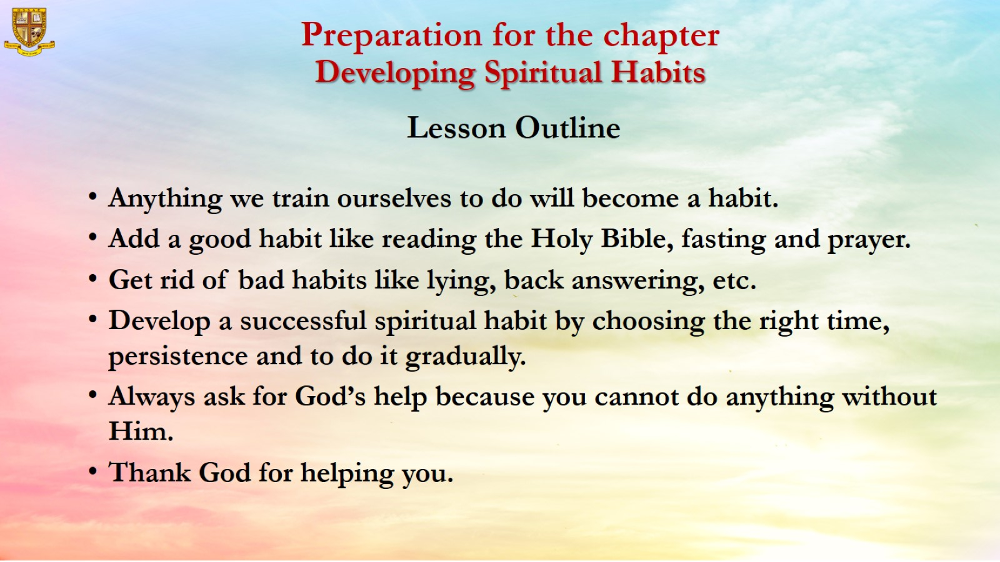 Preparation for the chapter
Developing Spiritual Habits
Lesson Outline
• Anything we train ourselves to do will become a habit.
• Add a good habit like reading the Holy Bible, fasting and prayer.
• Get rid of bad habits like lying, back answering, etc.
• Develop a successful spiritual habit by choosing the right time,
persistence and to do it gradually.
• Always ask for God’s help because you cannot do anything without
Him.
• Thank God for helping you.